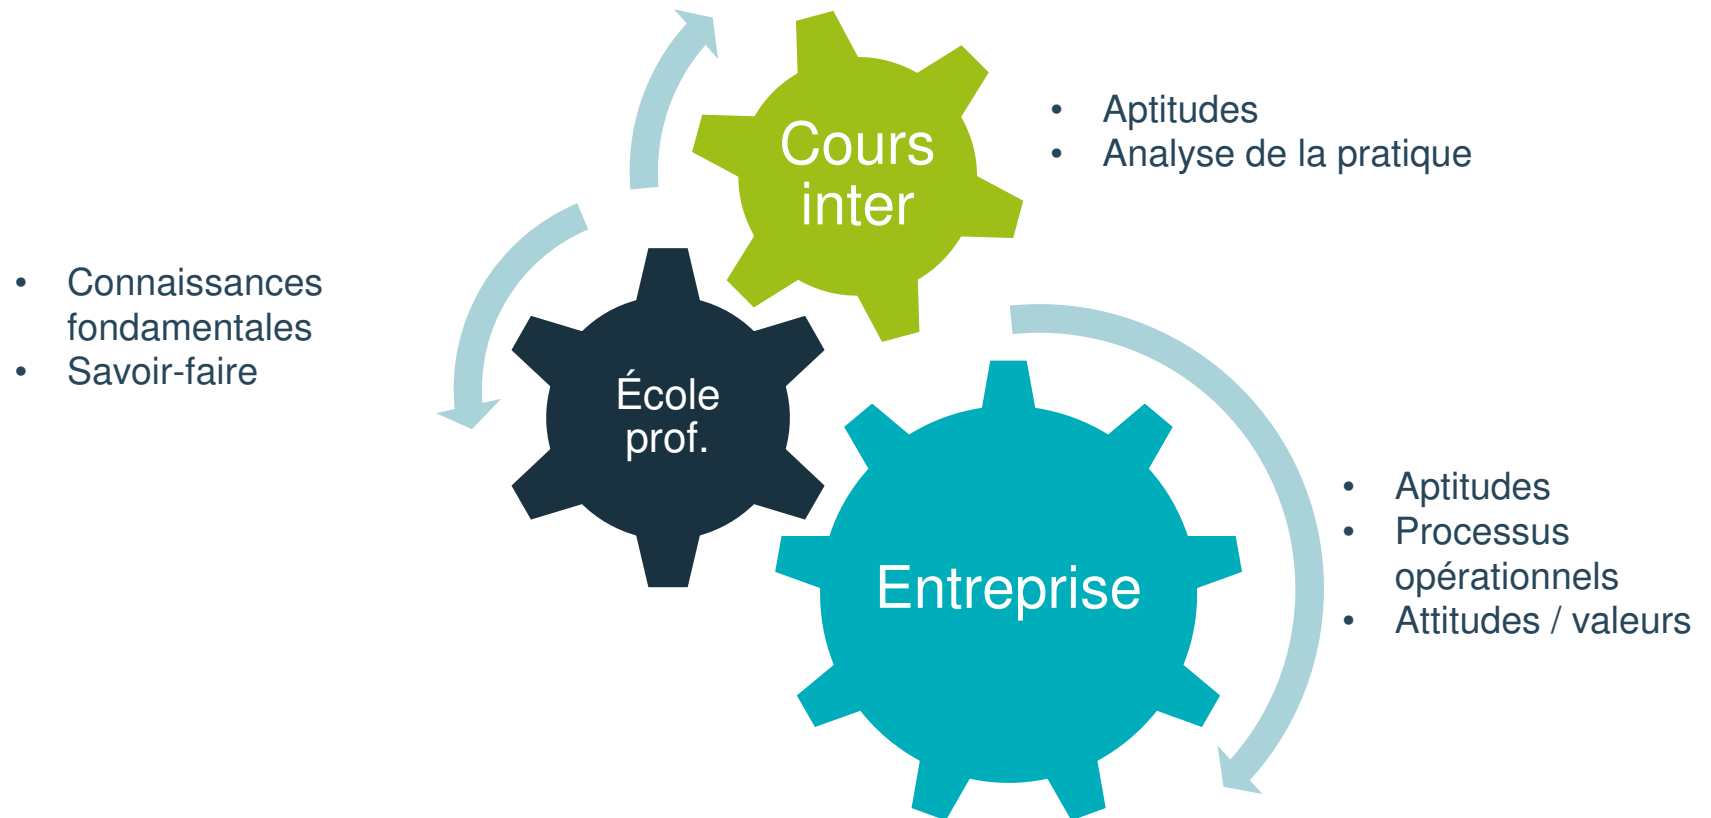 Cours
inter
• Aptitudes
• Analyse de la pratique
• Connaissances
fondamentales
• Savoir-faire
École
prof.
Entreprise
• Aptitudes
• Processus
opérationnels
• Attitudes / valeurs